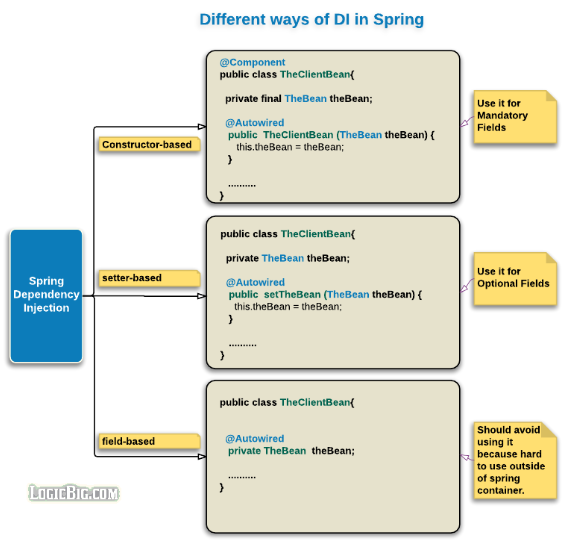 Different ways of DI in Spring
@Component
public class TheClientBean{
private final TheBean theBean;
@Autowired
public TheClientBean (TheBean theBean) {
this.theBean = theBean;
}
..........
}
Constructor-based
Use it for
Mandatory
Fields
public class TheClientBean{
private TheBean theBean;
@Autowired
public setTheBean (TheBean theBean) {
this.theBean = theBean;
}
..........
}
setter-based
Use it for
Optional Fields
Spring
Dependency
Injection
public class TheClientBean{
@Autowired
private TheBean theBean;
..........
}
field-based
Should avoid
using it
because hard
to use outside
of spring
container.
LogicBig.com